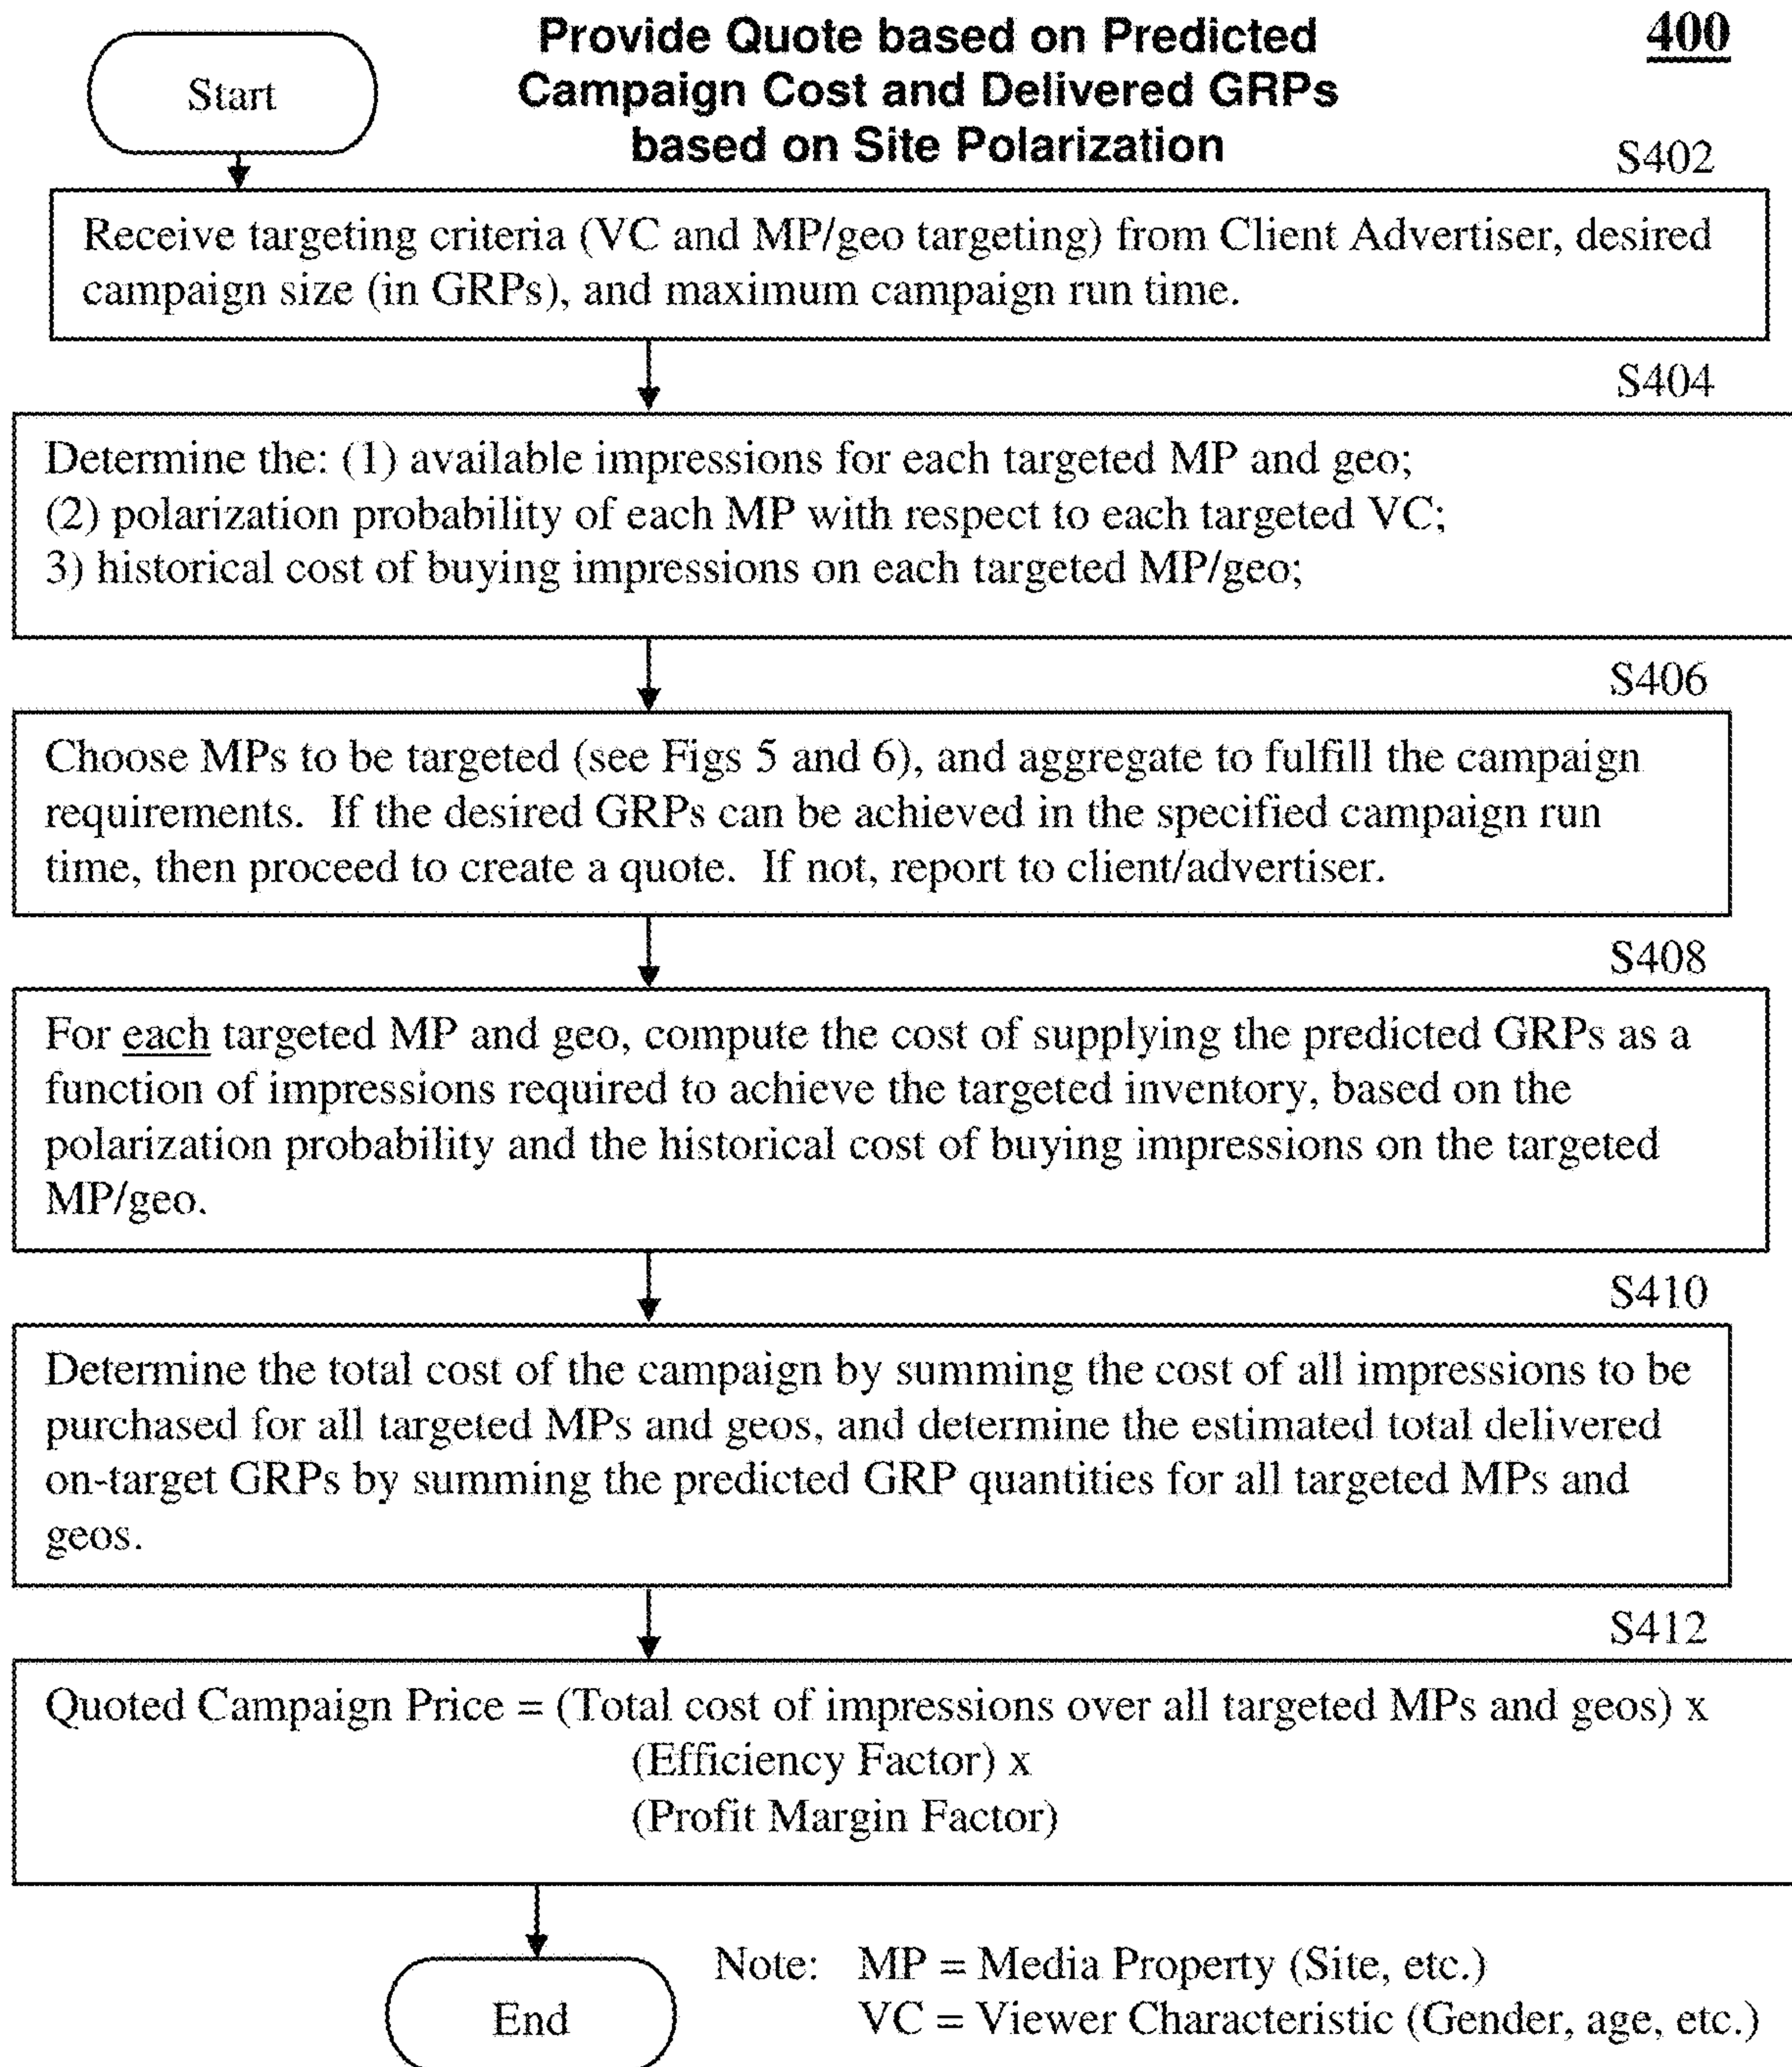 Provide Quote based on Predicted
Campaign Cost and Delivered GRPs
based on Site Polarization
400
Start
S402
Receive targeting criteria (VC and MP/geo targeting) from Client Advertiser, desired
campaign size (in GRPs), and maximum campaign run time.
S404
Determine the: (1) available impressions for each targeted MP and geo;
(2) polarization probability of each MP with respect to each targeted VC;
3) historical cost of buying impressions on each targeted MP/geo;
S406
Choose MPs to be targeted (see Figs 5 and 6), and aggregate to fulfill the campaign
requirements. If the desired GRPs can be achieved in the specified campaign run
time, then proceed to create a quote. If not, report to client/advertiser.
S408
For each targeted MP and geo, compute the cost of supplying the predicted GRPs as a
function of impressions required to achieve the targeted inventory, based on the
polarization probability and the historical cost of buying impressions on the targeted
MP/geo.
S410
Determine the total cost of the campaign by summing the cost of all impressions to be
purchased for all targeted MPs and geos, and determine the estimated total delivered
on-target GRPs by summing the predicted GRP quantities for all targeted MPs and
geos.
S412
Quoted Campaign Price = (Total cost of impressions over all targeted MPs and geos) x
(Efficiency Factor) x
(Profit Margin Factor)
End
Note: MP = Media Property (Site, etc.)
VC = Viewer Characteristic (Gender, age, etc.)